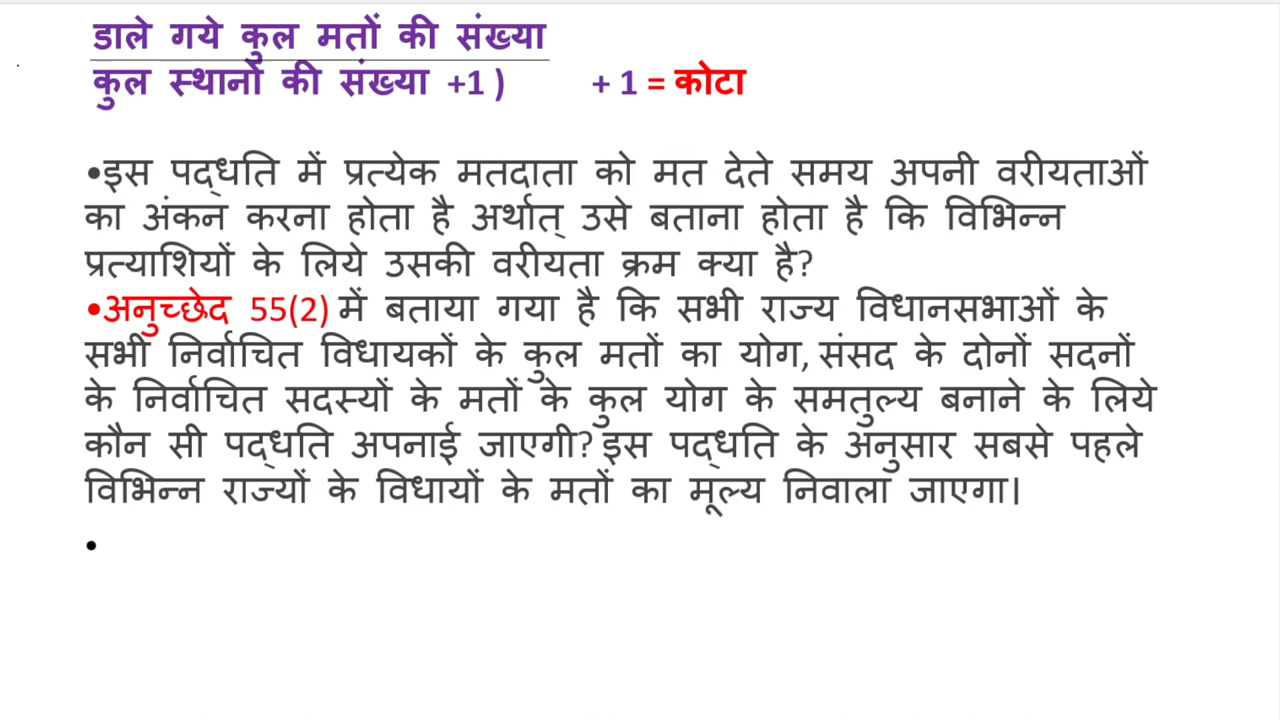 डाले गये कुल मतों की संख्या
कुल स्थानों की संख्या +1 ) + 1 = कोटा
•इस पद्धति में प्रत्येक मतदाता को मत देते समय अपनी वरीयताओं
का अंकन करना होता है अर्थात् उसे बताना होता है कि विभिन्न
प्रत्याशियों के लिये उसकी वरीयता क्रम क्या है?
•अनुच्छेद 55(2) में बताया गया है कि सभी राज्य विधानसभाओं के
सभी निर्वाचित विधायकों के कुल मतों का योग, संसद के दोनों सदनों
के निर्वाचित सदस्यों के मतों के कुल योग के समतुल्य बनाने के लिये
कौन सी पद्धति अपनाई जाएगी? इस पद्धति के अनुसार सबसे पहले
विभिन्न राज्यों के विधायों के मतों का मूल्य निवाला जाएगा।
•